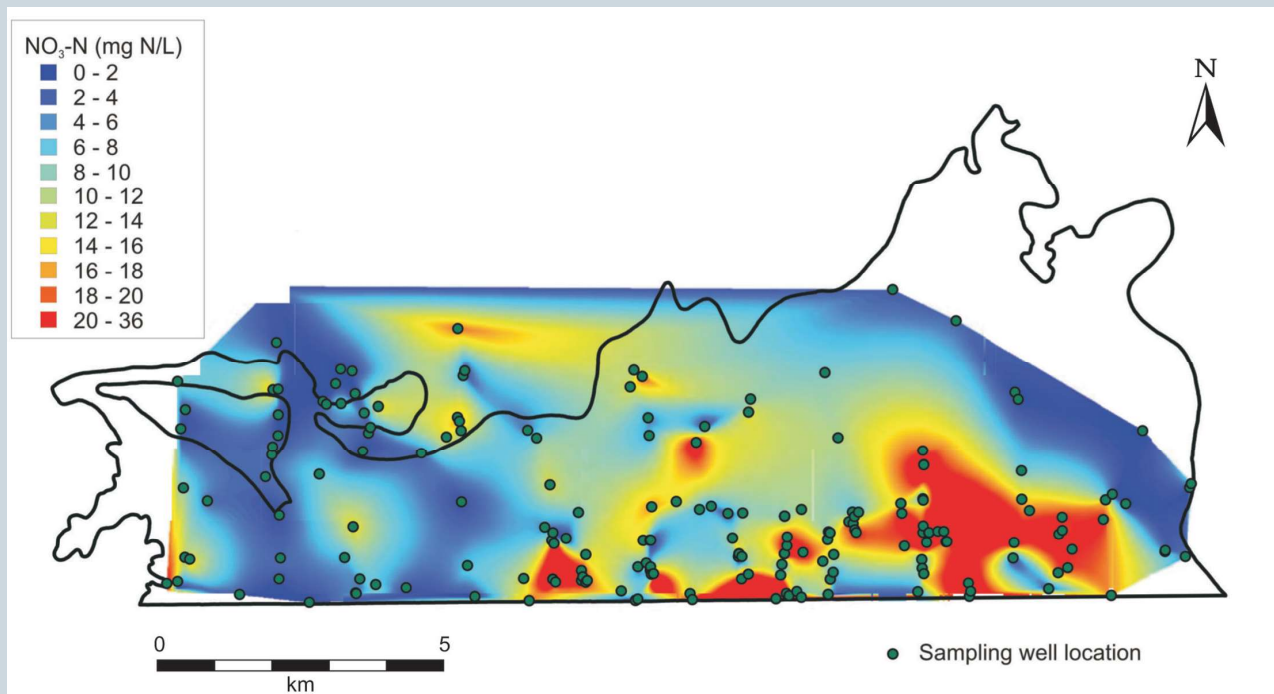 NO₃-N (mg N/L)
0 - 2
2 - 4
4 - 6
6 - 8
8 - 10
10 - 12
12 - 14
14 - 16
16 - 18
18 - 20
20 - 36
N
0 5
km
Sampling well location